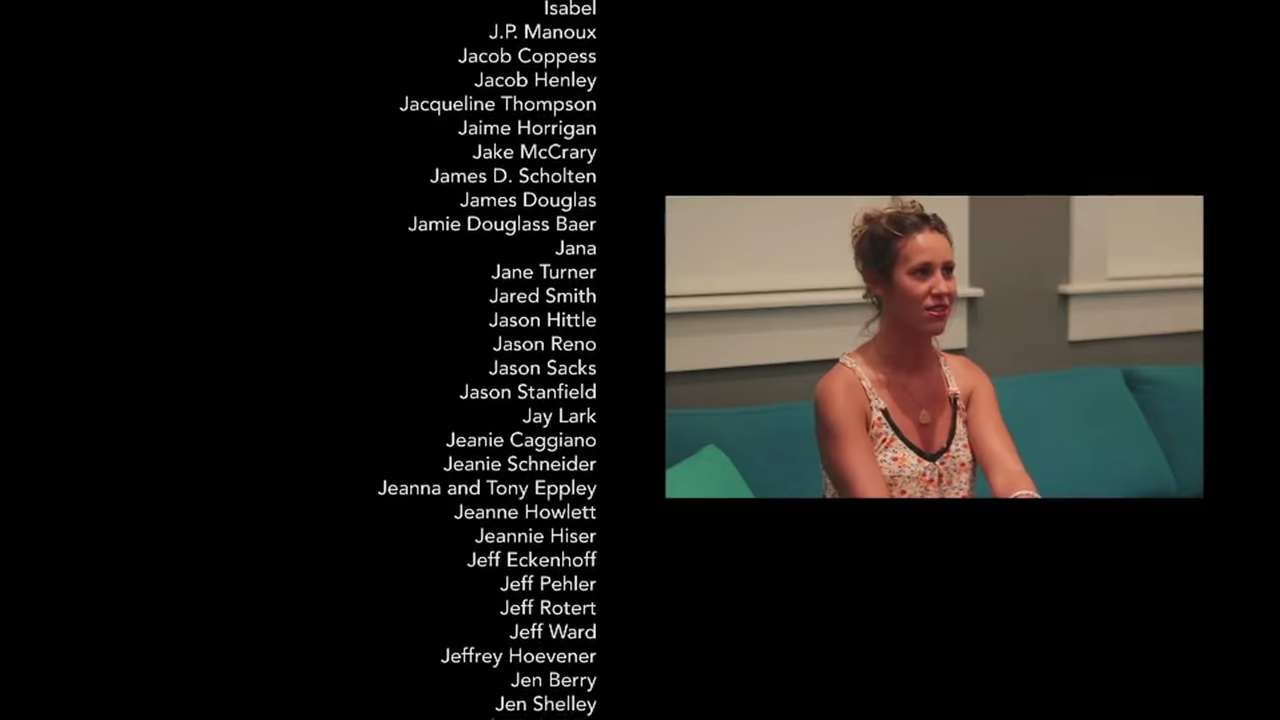 Isabel
J.P. Manoux
Jacob Coppess
Jacob Henley
Jacqueline Thompson
Jaime Horrigan
Jake McCrary
James D. Scholten
James Douglas
Jamie Douglass Baer
Jana
Jane Turner
Jared Smith
Jason Hittle
Jason Reno
Jason Sacks
Jason Stanfield
Jay Lark
Jeanie Caggiano
Jeanie Schneider
Jeanna and Tony Eppley
Jeanne Howlett
Jeannie Hiser
Jeff Eckenhoff
Jeff Pehler
Jeff Rotert
Jeff Ward
Jeffrey Hoevener
Jen Berry
Jen Shelley